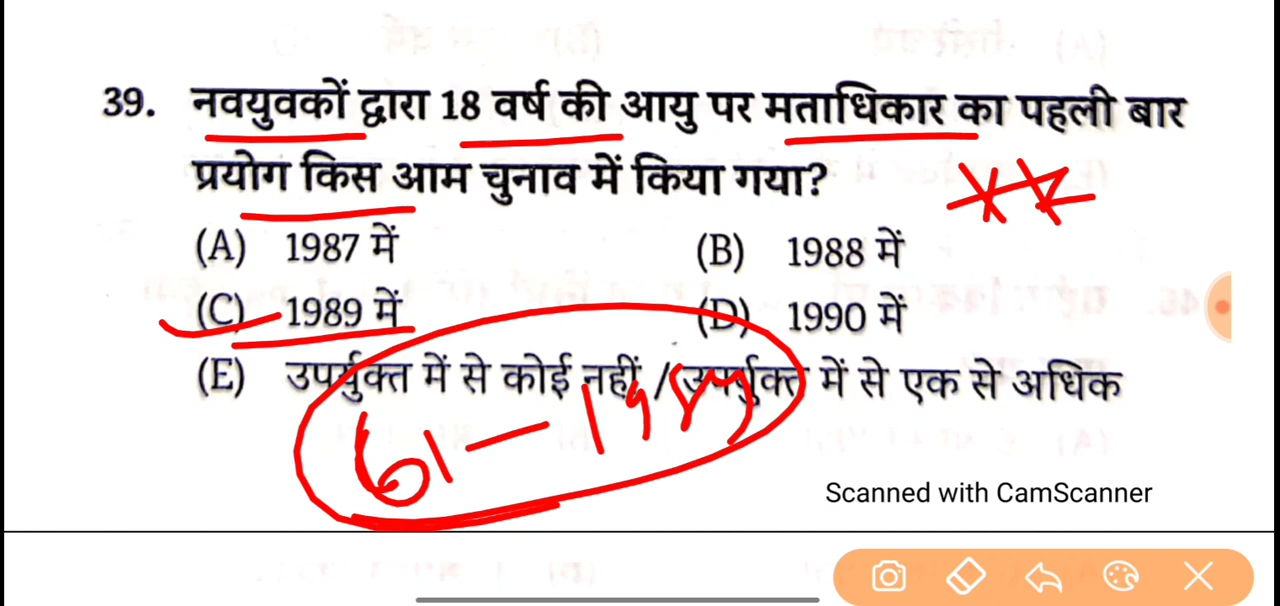 39. नवयुवकों द्वारा 18 वर्ष की आयु पर मताधिकार का पहली बार
प्रयोग किस आम चुनाव में किया गया?
(A) 1987 में (B) 1988 में
(C) 1989 में (D) 1990 में
(E) उपर्युक्त में से कोई नहीं / उपर्युक्त में से एक से अधिक
61 – 1989
Scanned with CamScanner